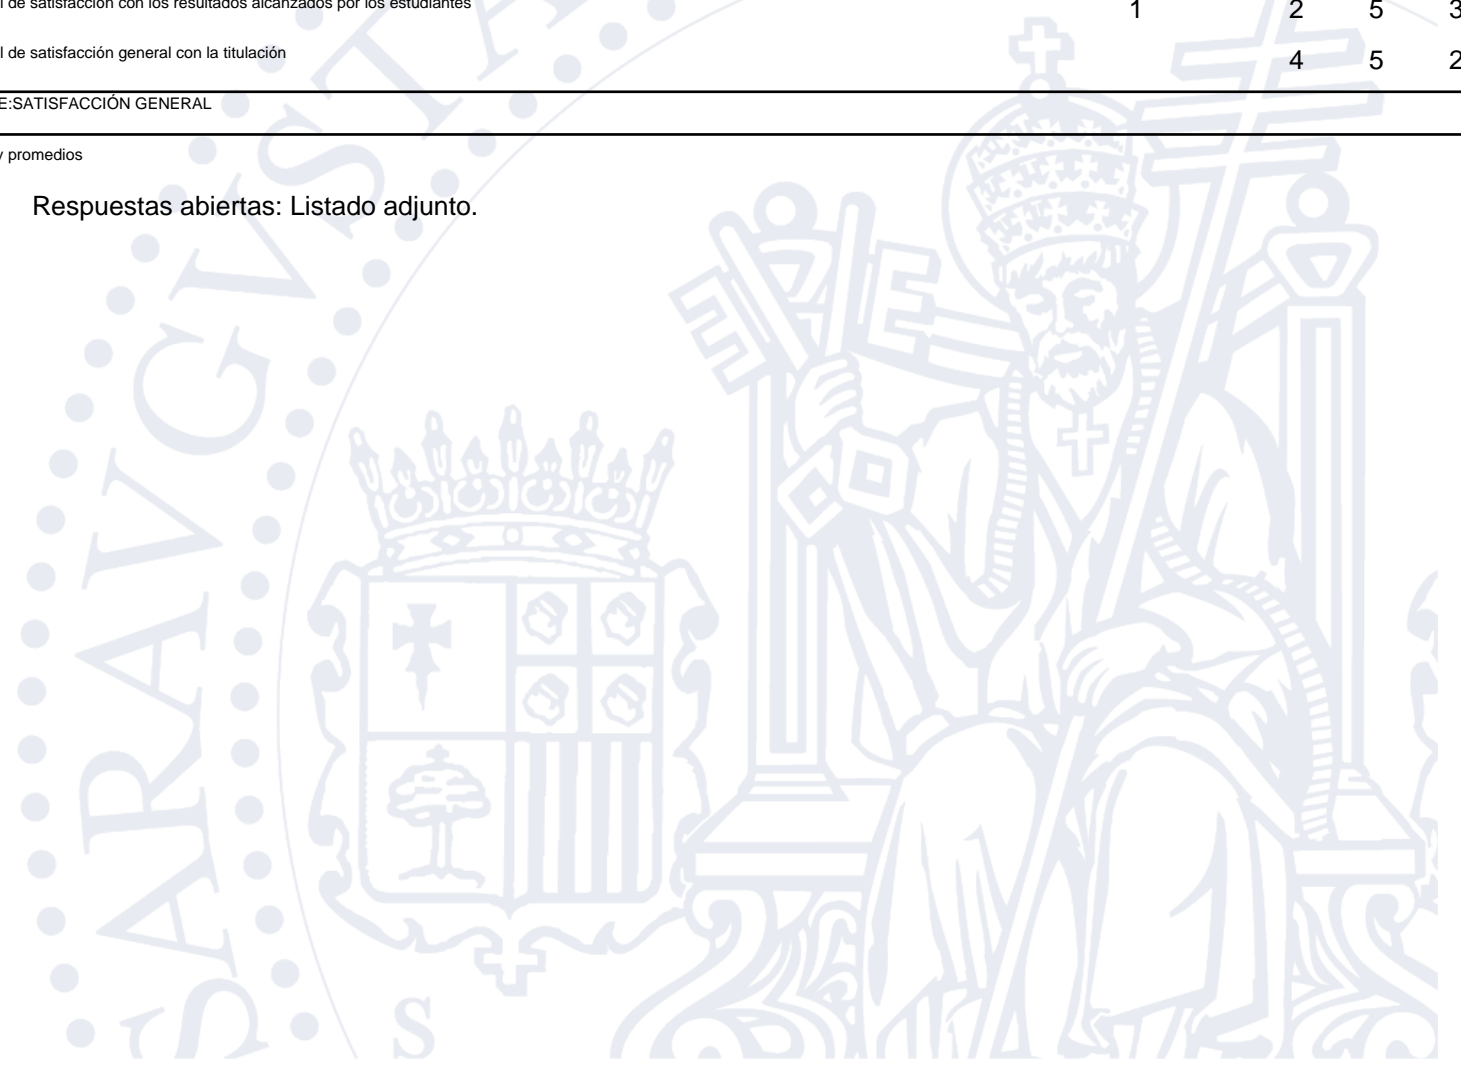 l de satisfacción con los resultados alcanzados por los estudiantes 1 2 5 3
l de satisfacción general con la titulación 4 5 2
E:SATISFACCIÓN GENERAL
y promedios
Respuestas abiertas: Listado adjunto.
SARAVGVSTA
S